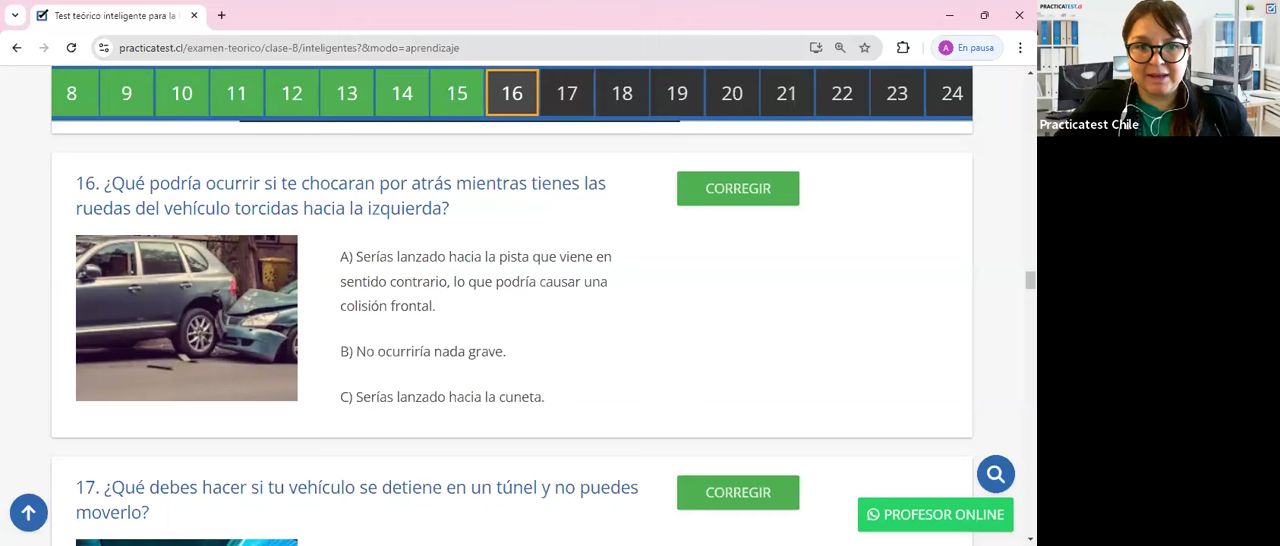 Test teórico inteligente para la
practicatest.cl/examen-teorico/clase-B/inteligentes?&modo=aprendizaje
A
En pausa
8 9 10 11 12 13 14 15 16 17 18 19 20 21 22 23 24
16. ¿Qué podría ocurrir si te chocaran por atrás mientras tienes las
ruedas del vehículo torcidas hacia la izquierda?
CORREGIR
A) Serías lanzado hacia la pista que viene en
sentido contrario, lo que podría causar una
colisión frontal.
B) No ocurriría nada grave.
C) Serías lanzado hacia la cuneta.
17. ¿Qué debes hacer si tu vehículo se detiene en un túnel y no puedes
moverlo?
CORREGIR
PROFESOR ONLINE
PRACTICATEST.cl
Practicatest Chile